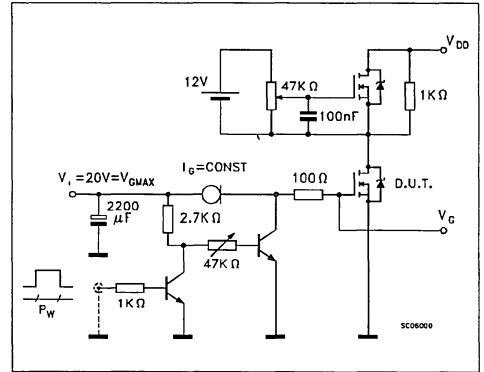 V_DD
12V
47KΩ
1KΩ
100nF
V_i =20V=V_GMAX
I_G=CONST
100Ω
D.U.T.
2200
μF
2.7KΩ
V_G
47KΩ
1KΩ
P_W
SC06000